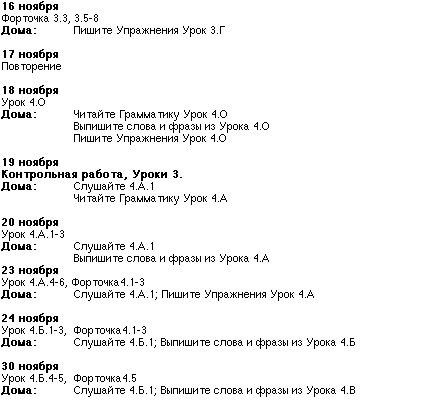 16 ноября
Форточка 3.3, 3.5-8
Дома: Пишите Упражнения Урок 3.Г
17 ноября
Повторение
18 ноября
Урок 4.О
Дома: Читайте Грамматику Урок 4.О
Выпишите слова и фразы из Урока 4.О
Пишите Упражнения Урок 4.О
19 ноября
Контрольная работа, Уроки 3.
Дома: Слушайте 4.А.1
Читайте Грамматику Урок 4.А
20 ноября
Урок 4.А.1-3
Дома: Слушайте 4.А.1
Выпишите слова и фразы из Урока 4.А
23 ноября
Урок 4.А.4-6, Форточка4.1-3
Дома: Слушайте 4.А.1; Пишите Упражнения Урок 4.А
24 ноября
Урок 4.Б.1-3, Форточка4.1-3
Дома: Слушайте 4.Б.1; Выпишите слова и фразы из Урока 4.Б
30 ноября
Урок 4.Б.4-5, Форточка4.5
Дома: Слушайте 4.Б.1; Выпишите слова и фразы из Урока 4.В